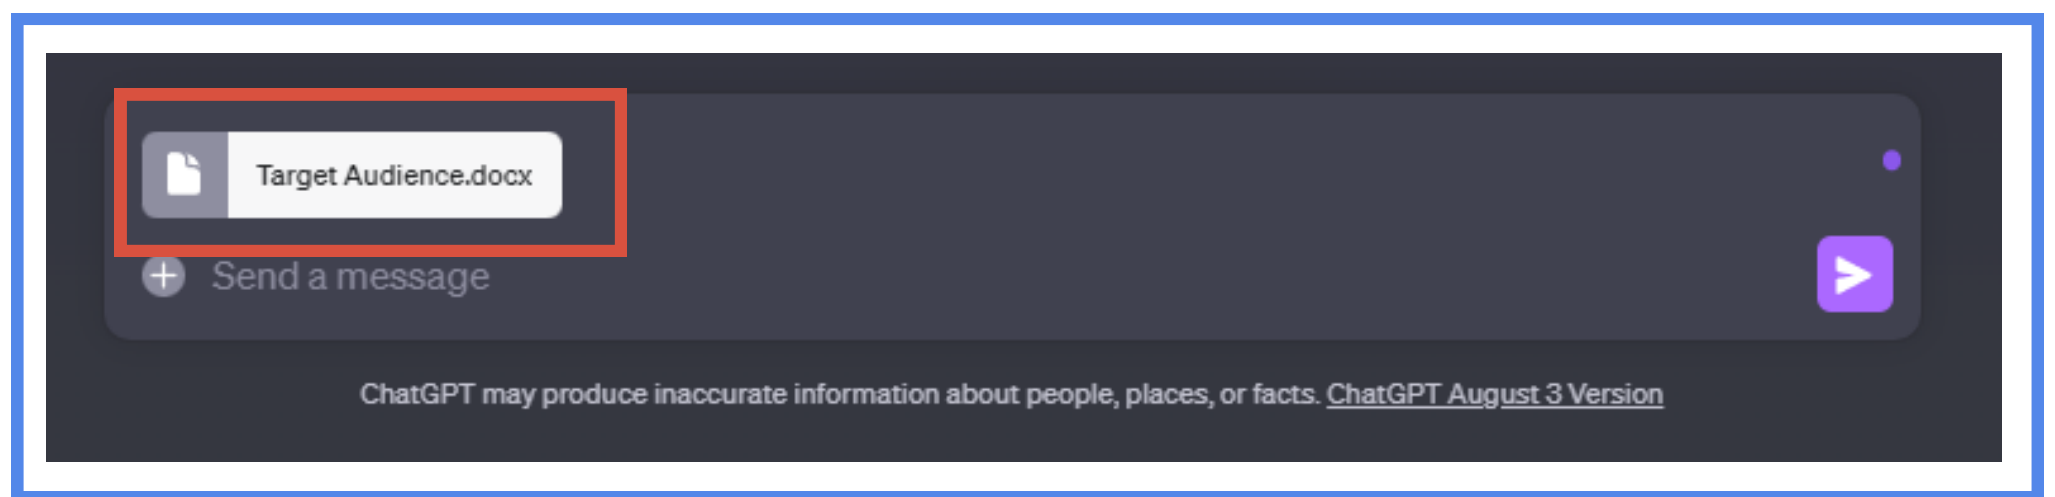 Target Audience.docx
Send a message
ChatGPT may produce inaccurate information about people, places, or facts. ChatGPT August 3 Version